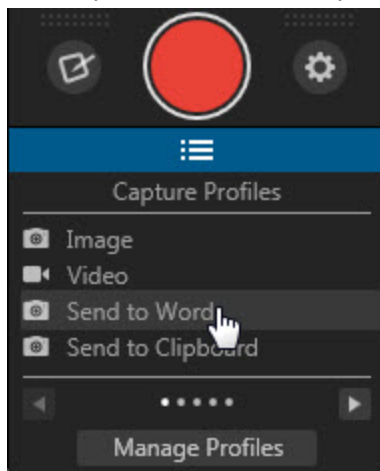 Capture Profiles
Image
Video
Send to Word
Send to Clipboard
Manage Profiles